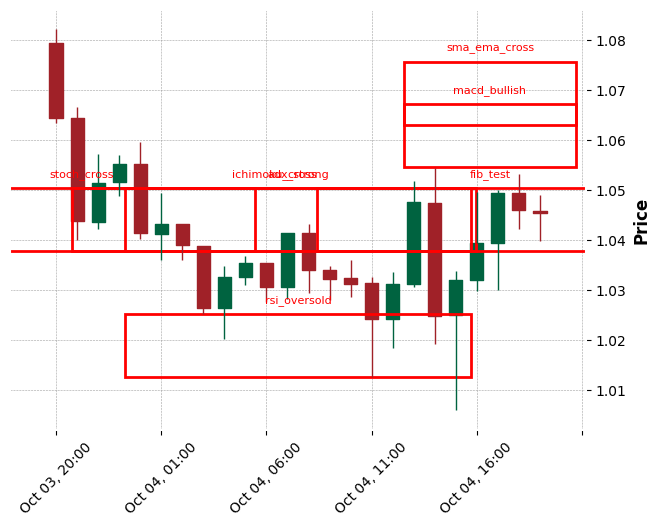 sma_ema_cross
macd_bullish
fib_test
adx_strong
rsi_oversold
1.08
1.07
1.06
1.05
1.04
1.03
1.02
1.01
Price
Oct 03, 20:00
Oct 04, 01:00
Oct 04, 06:00
Oct 04, 11:00
Oct 04, 16:00